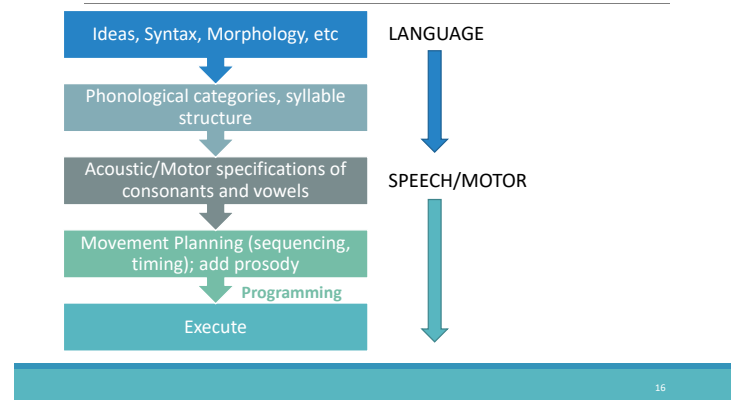 Ideas, Syntax, Morphology, etc
LANGUAGE
Phonological categories, syllable
structure
Acoustic/Motor specifications of
consonants and vowels
SPEECH/MOTOR
Movement Planning (sequencing,
timing); add prosody
Programming
Execute
16